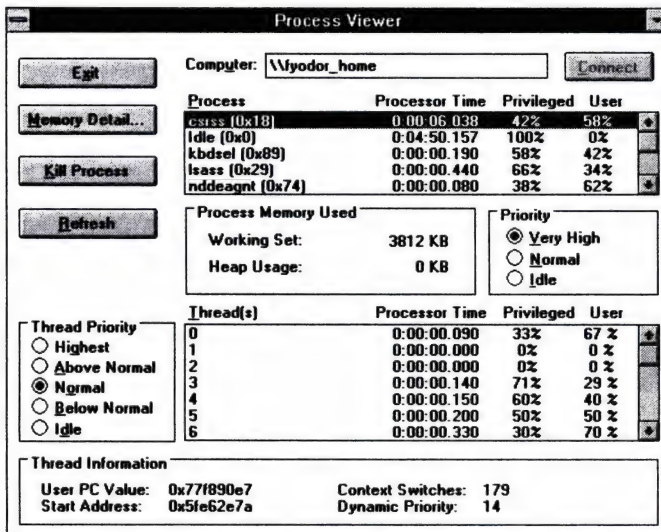 Process Viewer
Exit
Memory Detail...
Kill Process
Refresh
Computer: \\fyodor_home
Connect
Process Processor Time Privileged User
csrss (0x18) 0:00:06.038 42% 58%
Idle (0x0) 0:04:50.157 100% 0%
kbdsel (0x89) 0:00:00.190 58% 42%
lsass (0x29) 0:00:00.440 66% 34%
nddeagnt (0x74) 0:00:00.080 38% 62%
Process Memory Used
Working Set: 3812 KB
Heap Usage: 0 KB
Priority
Very High
Normal
Idle
Thread Priority
Highest
Above Normal
Normal
Below Normal
Idle
Thread(s) Processor Time Privileged User
0 0:00:00.090 33% 67 %
1 0:00:00.000 0% 0 %
2 0:00:00.000 0% 0 %
3 0:00:00.140 71% 29 %
4 0:00:00.150 60% 40 %
5 0:00:00.200 50% 50 %
6 0:00:00.330 30% 70 %
Thread Information
User PC Value: 0x77f890e7 Context Switches: 179
Start Address: 0x5fe62e7a Dynamic Priority: 14